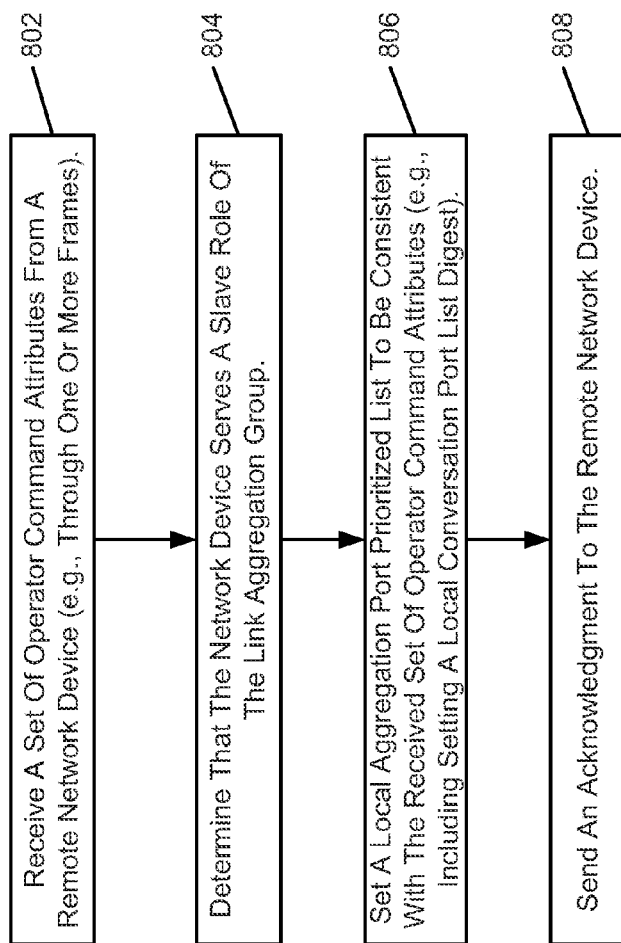 802
Receive A Set Of Operator Command Attributes From A
Remote Network Device (e.g., Through One Or More Frames).
804
Determine That The Network Device Serves A Slave Role Of
The Link Aggregation Group.
806
Set A Local Aggregation Port Prioritized List To Be Consistent
With The Received Set Of Operator Command Attributes (e.g.,
Including Setting A Local Conversation Port List Digest).
808
Send An Acknowledgment To The Remote Network Device.